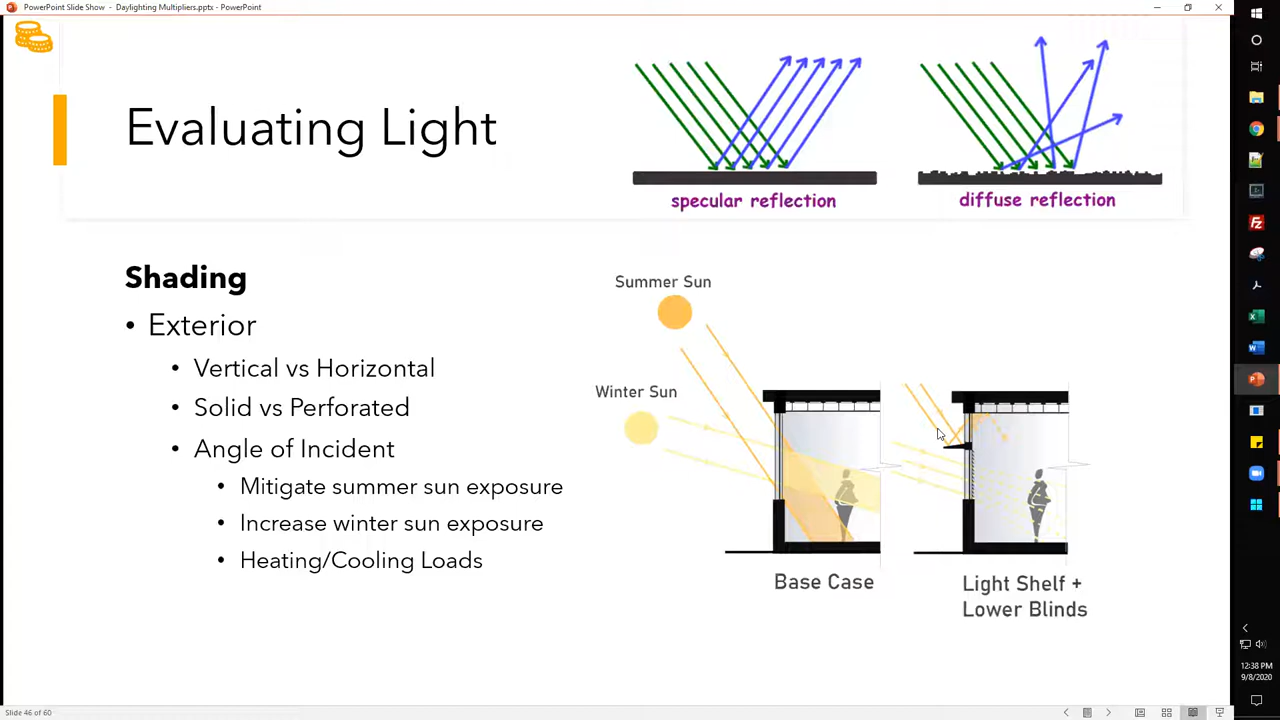 PowerPoint Slide Show - Daylighting Multipliers.pptx - PowerPoint
Evaluating Light
specular reflection
diffuse reflection
Shading
• Exterior
• Vertical vs Horizontal
• Solid vs Perforated
• Angle of Incident
• Mitigate summer sun exposure
• Increase winter sun exposure
• Heating/Cooling Loads
Summer Sun
Winter Sun
Base Case
Light Shelf +
Lower Blinds
12:38 PM
9/8/2020
Slide 46 of 60